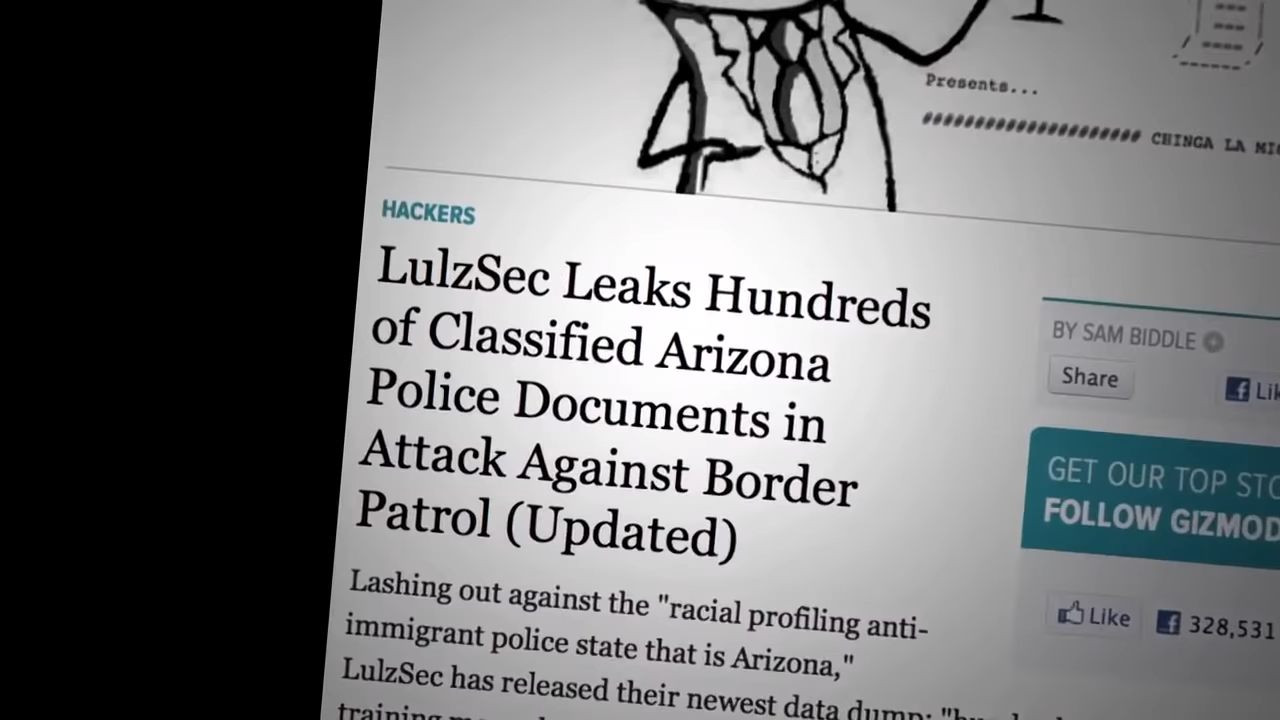 Presents...
#################### CHINGA LA
HACKERS
LulzSec Leaks Hundreds
of Classified Arizona
Police Documents in
Attack Against Border
Patrol (Updated)
Lashing out against the "racial profiling anti-
immigrant police state that is Arizona,"
LulzSec has released their newest data dump:
training
BY SAM BIDDLE
Share
GET OUR TOP
FOLLOW
Like
328,531